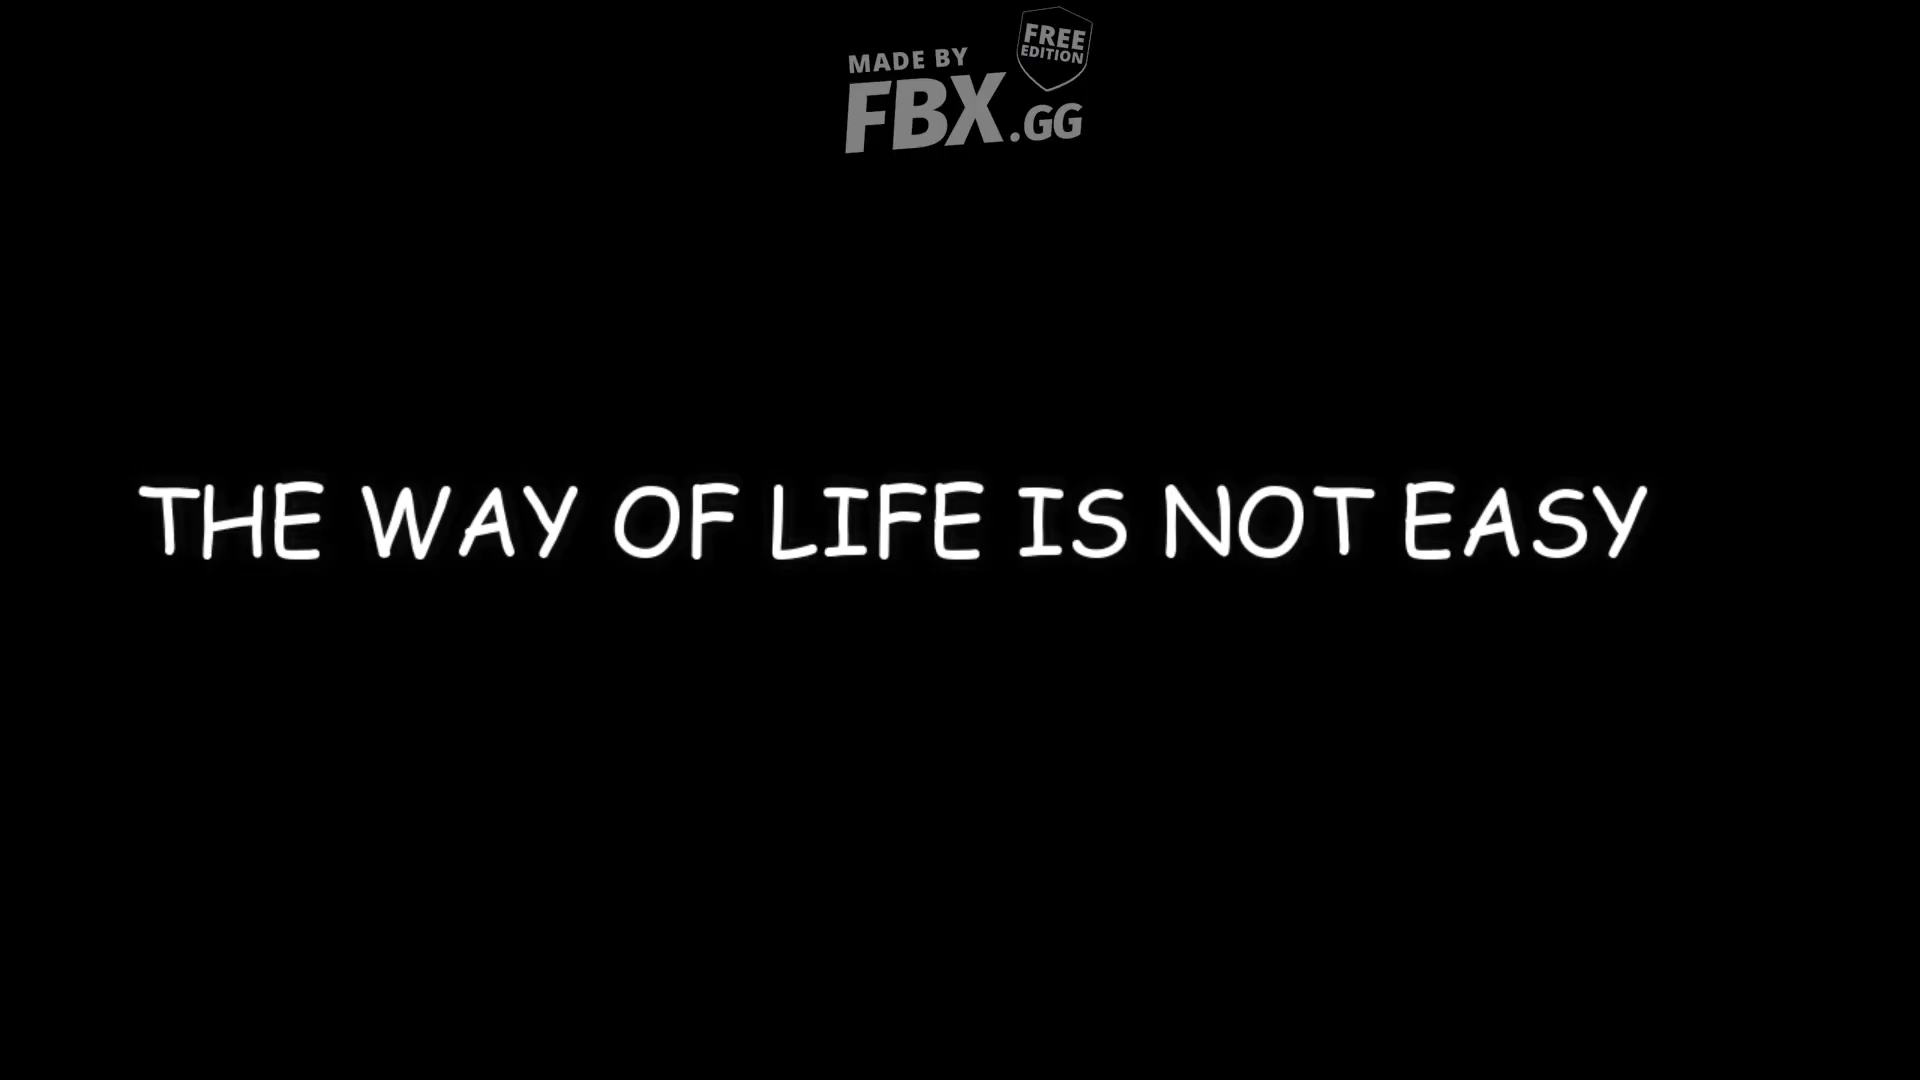 MADE BY
FREE
EDITION
FBX.GG
THE WAY OF LIFE IS NOT EASY